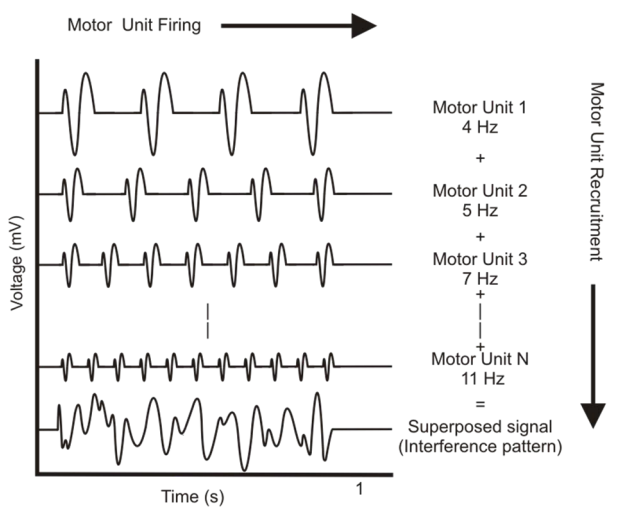 Motor Unit Firing
Motor Unit 1
4 Hz
+
Motor Unit 2
5 Hz
+
Motor Unit 3
7 Hz
+
+
Motor Unit N
11 Hz
=
Superposed signal
(Interference pattern)
Motor Unit Recruitment
Voltage (mV)
Time (s)
1